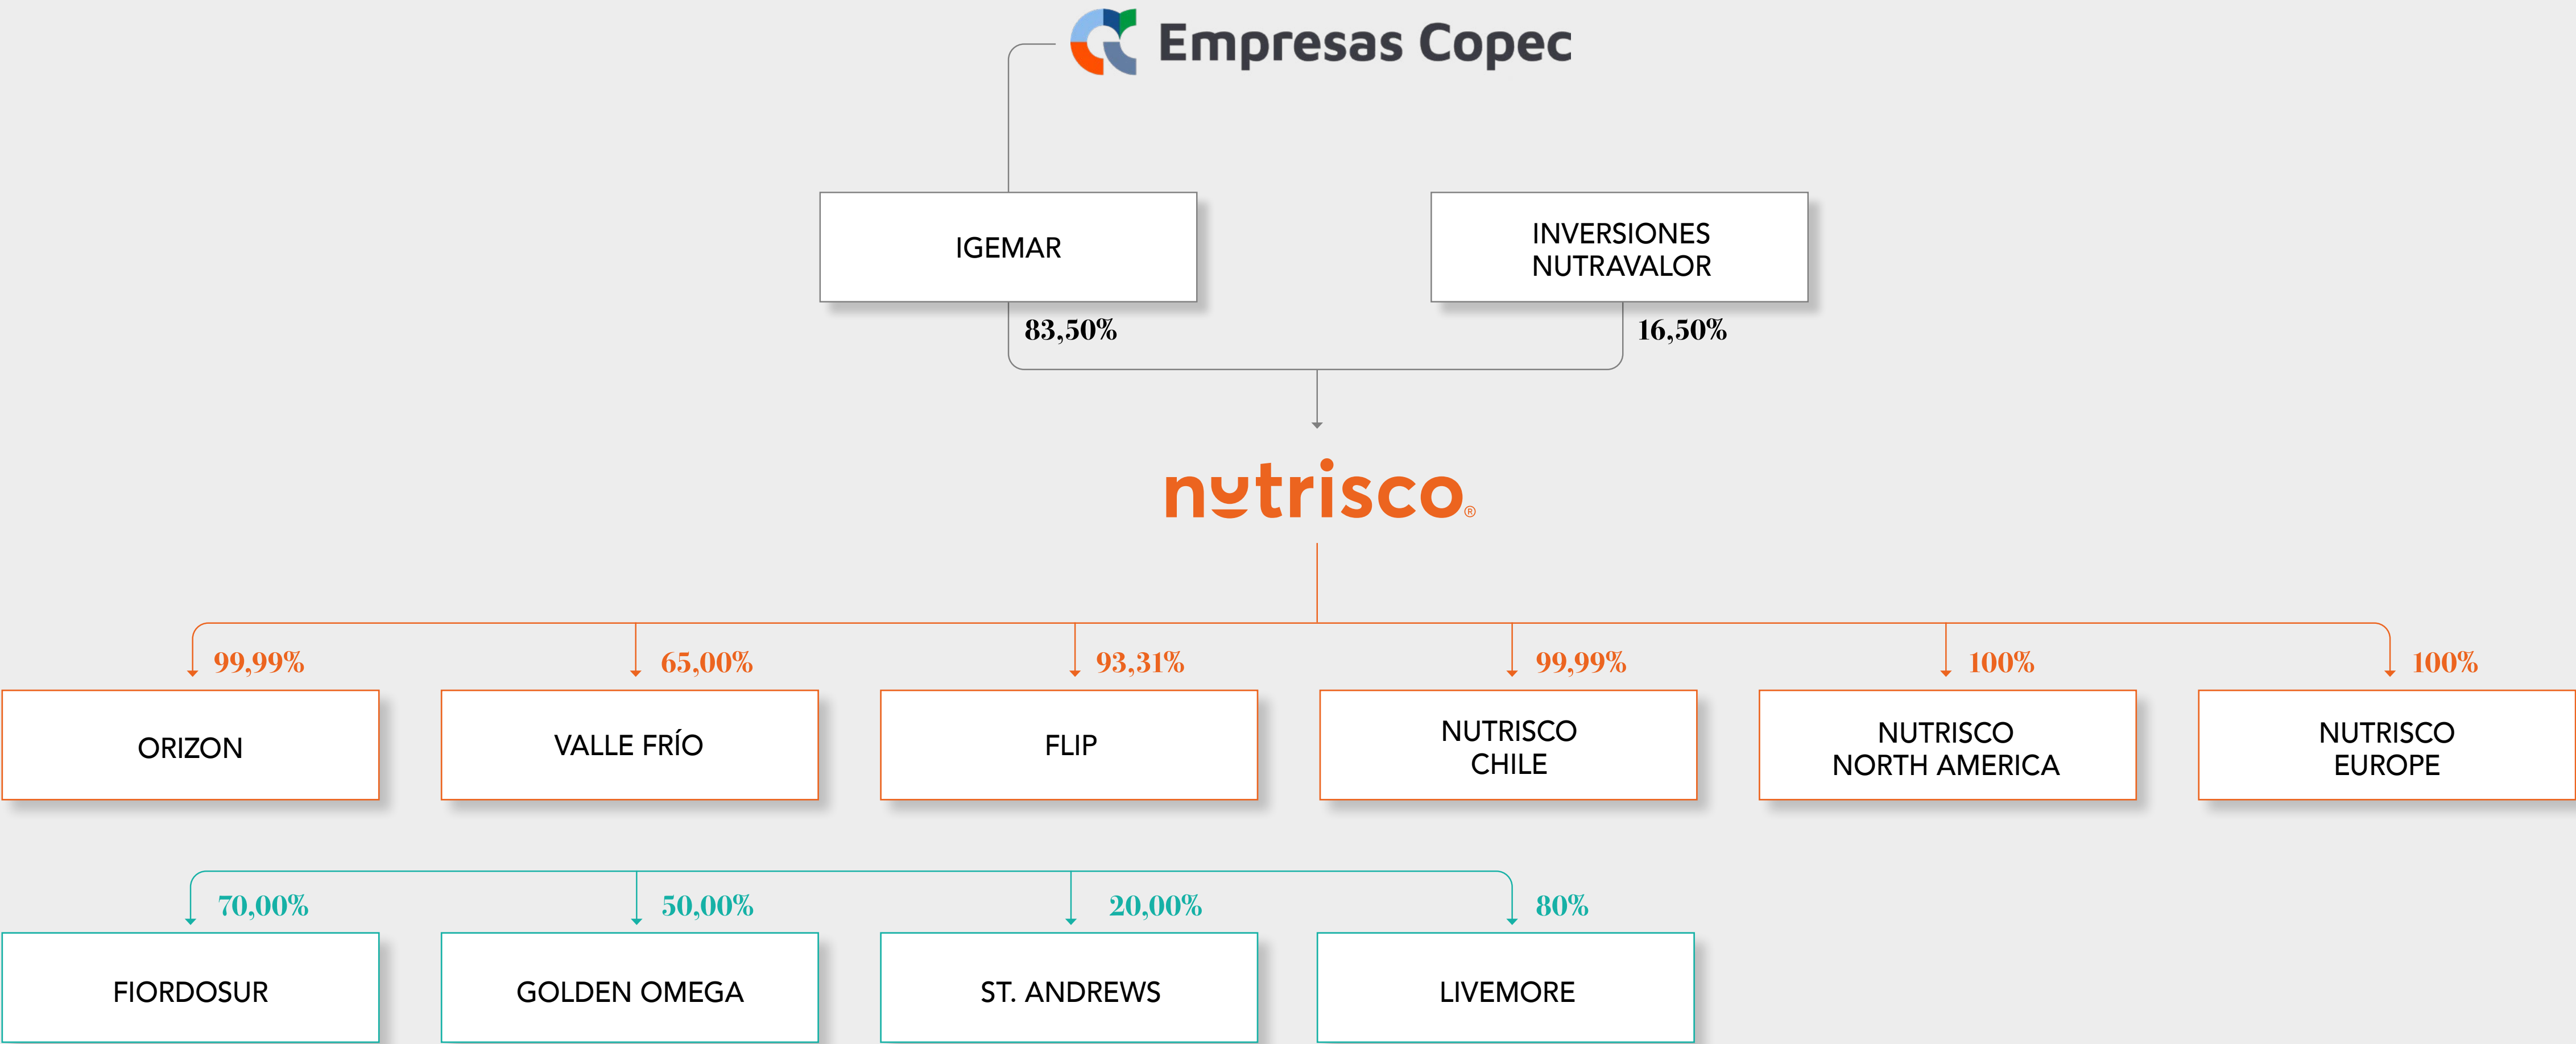 Empresas Copec
IGEMAR
INVERSIONES
NUTRAVALOR
83,50%
16,50%
nutrisco®
99,99%
65,00%
93,31%
99,99%
100%
100%
ORIZON
VALLE FRÍO
FLIP
NUTRISCO
CHILE
NUTRISCO
NORTH AMERICA
NUTRISCO
EUROPE
70,00%
50,00%
20,00%
80%
FIORDOSUR
GOLDEN OMEGA
ST. ANDREWS
LIVEMORE